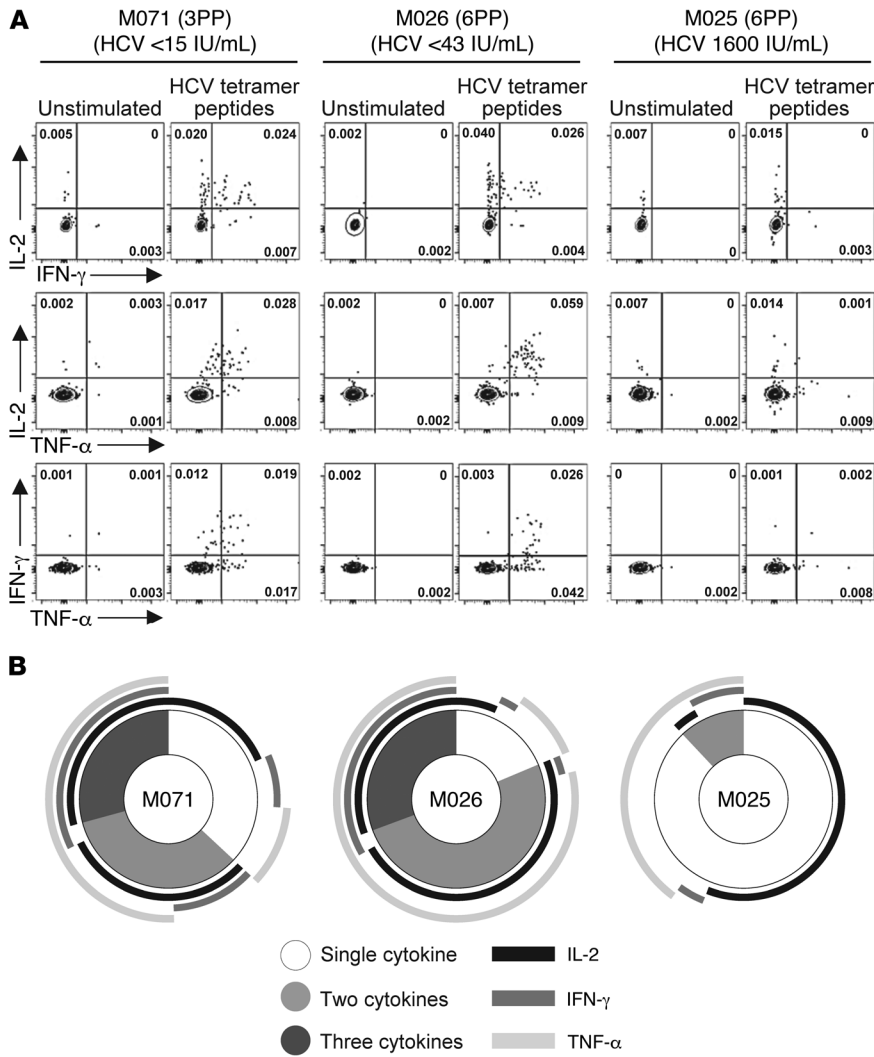 A
M071 (3PP)
(HCV <15 IU/mL)
M026 (6PP)
(HCV <43 IU/mL)
M025 (6PP)
(HCV 1600 IU/mL)
Unstimulated
HCV tetramer
peptides
Unstimulated
HCV tetramer
peptides
Unstimulated
HCV tetramer
peptides
0.005 0 0.020 0.024 0.002 0 0.040 0.026 0.007 0 0.015 0
IL-2
0.003 0.007 0.002 0.004 0 0.003
IFN-γ
0.002 0.003 0.017 0.028 0.002 0 0.007 0.059 0.007 0 0.014 0.001
IL-2
0.001 0.008 0.002 0.009 0.002 0.009
TNF-α
0.001 0.001 0.012 0.019 0.002 0 0.003 0.026 0 0 0.001 0.002
IFN-γ
0.003 0.017 0.002 0.042 0.002 0.008
TNF-α
B
M071
M026
M025
Single cytokine
IL-2
Two cytokines
IFN-γ
Three cytokines
TNF-α